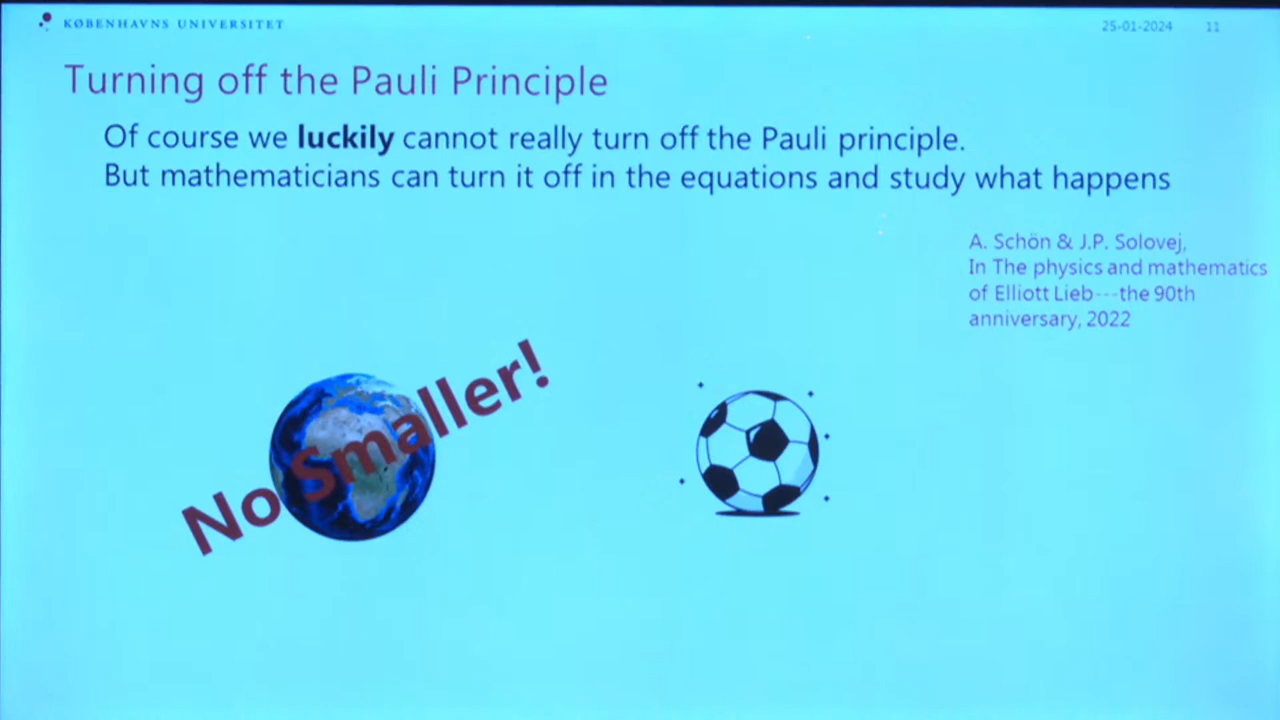 KØBENHAVNS UNIVERSITET
25-01-2024 11
Turning off the Pauli Principle
Of course we luckily cannot really turn off the Pauli principle.
But mathematicians can turn it off in the equations and study what happens
A. Schön & J.P. Solovej,
In The physics and mathematics
of Elliott Lieb---the 90th
anniversary, 2022
No Smaller!